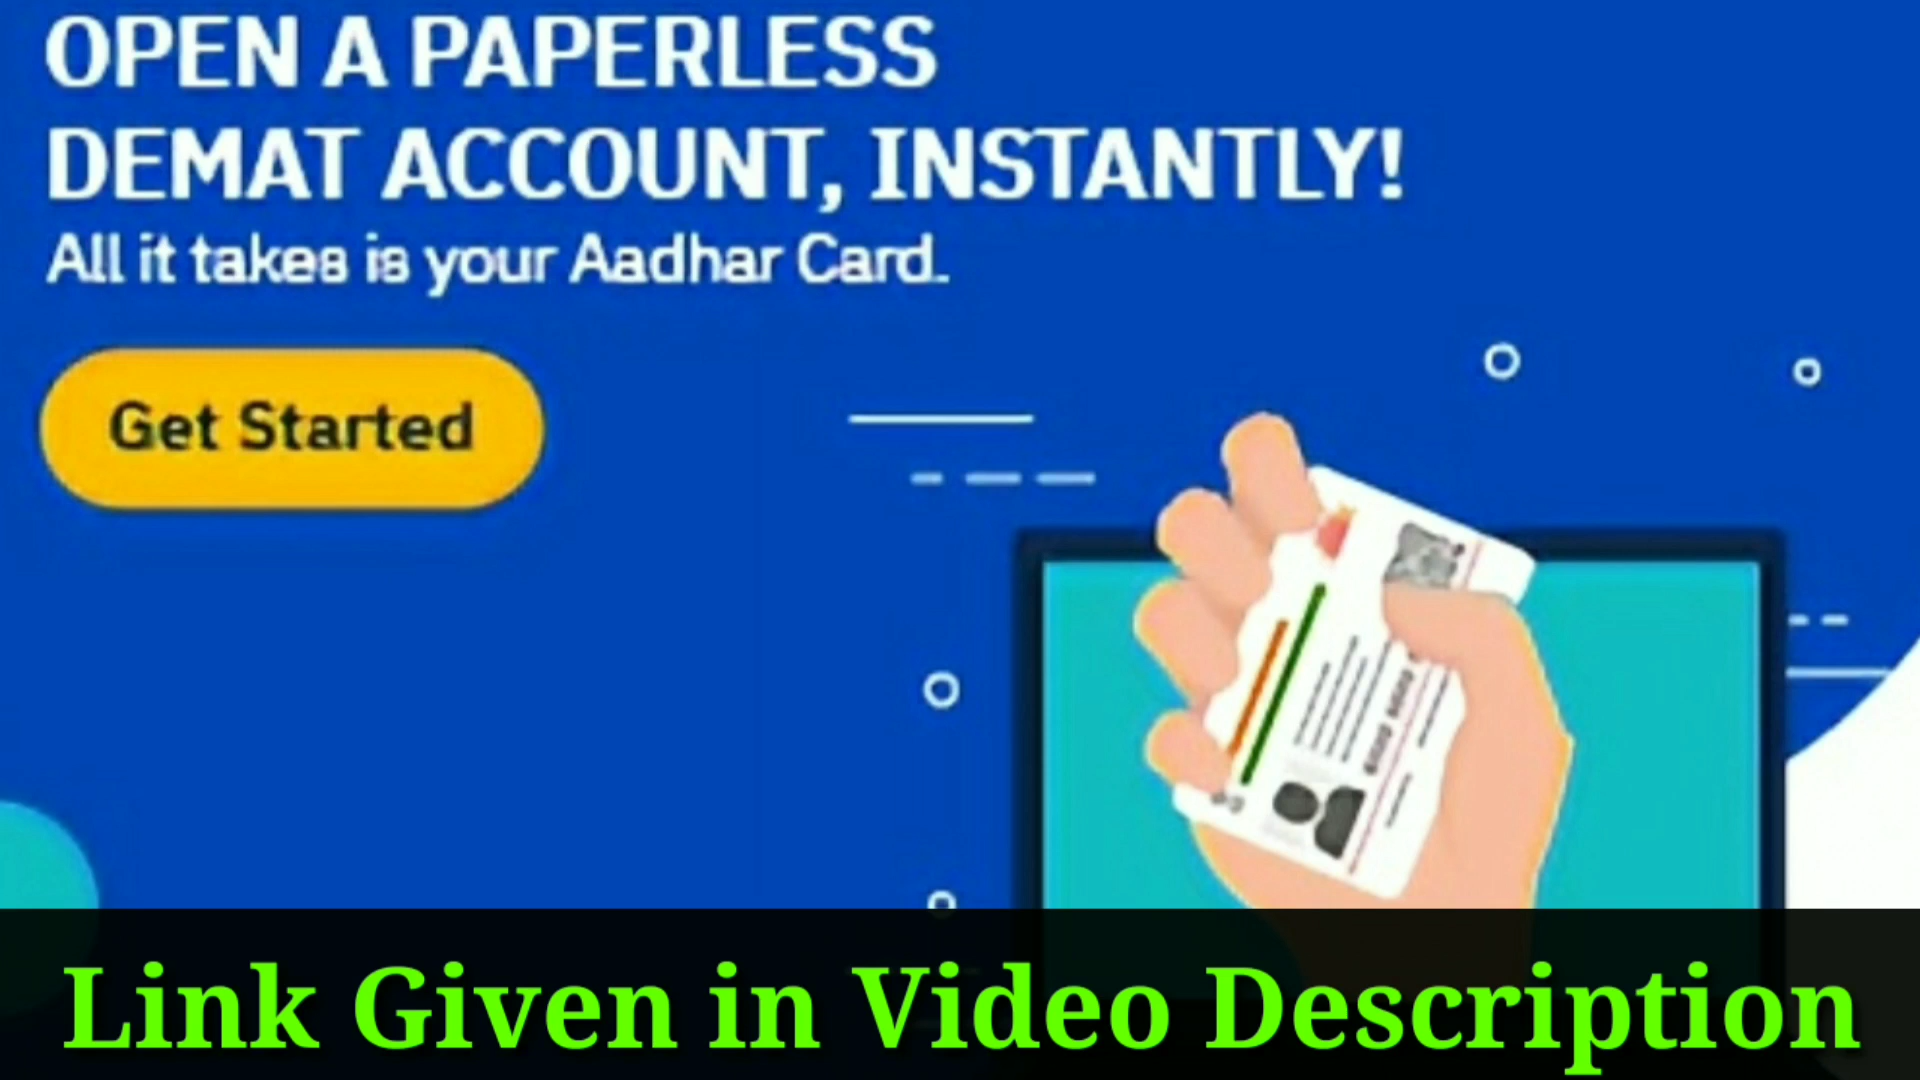 OPEN A PAPERLESS
DEMAT ACCOUNT, INSTANTLY!
All it takes is your Aadhar Card.
Get Started
Link Given in Video Description